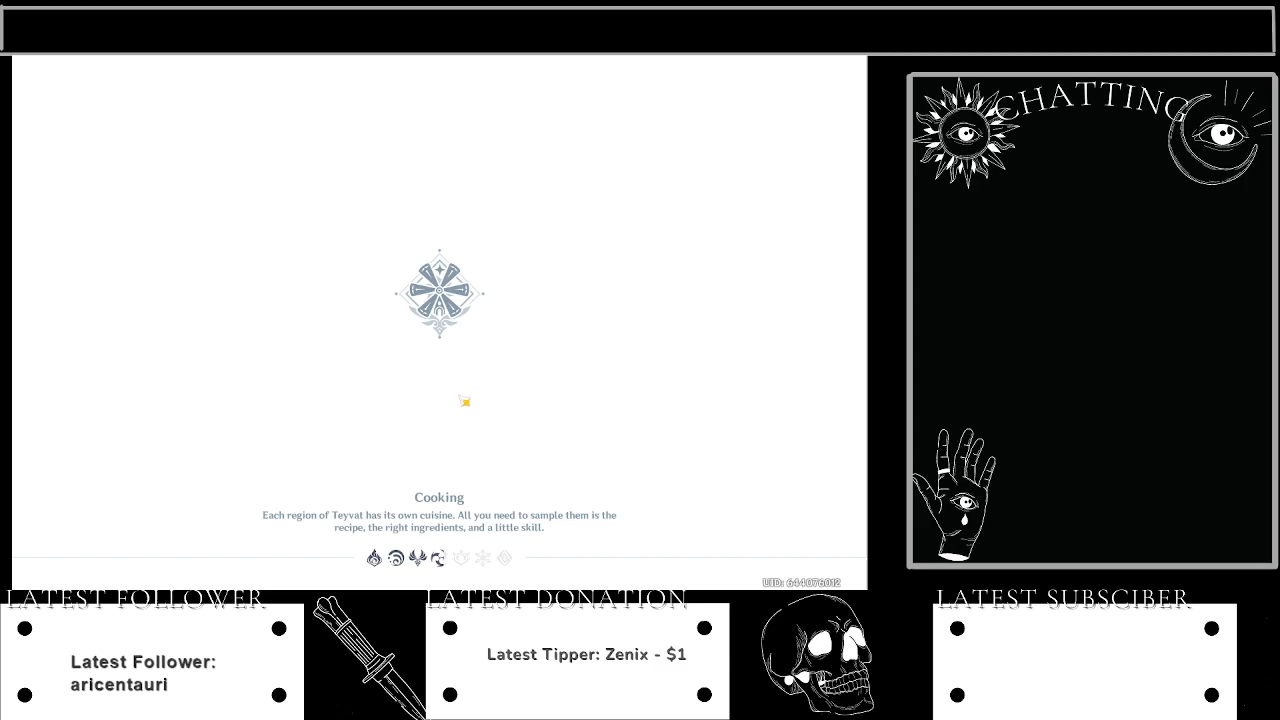 CHATTING
Cooking
Each region of Teyvat has its own cuisine. All you need to sample them is the
recipe, the right ingredients, and a little skill.
UID: 644076012
LATEST FOLLOWER
LATEST DONATION
LATEST SUBSCIBER
Latest Follower:
aricentauri
Latest Tipper: Zenix - $1